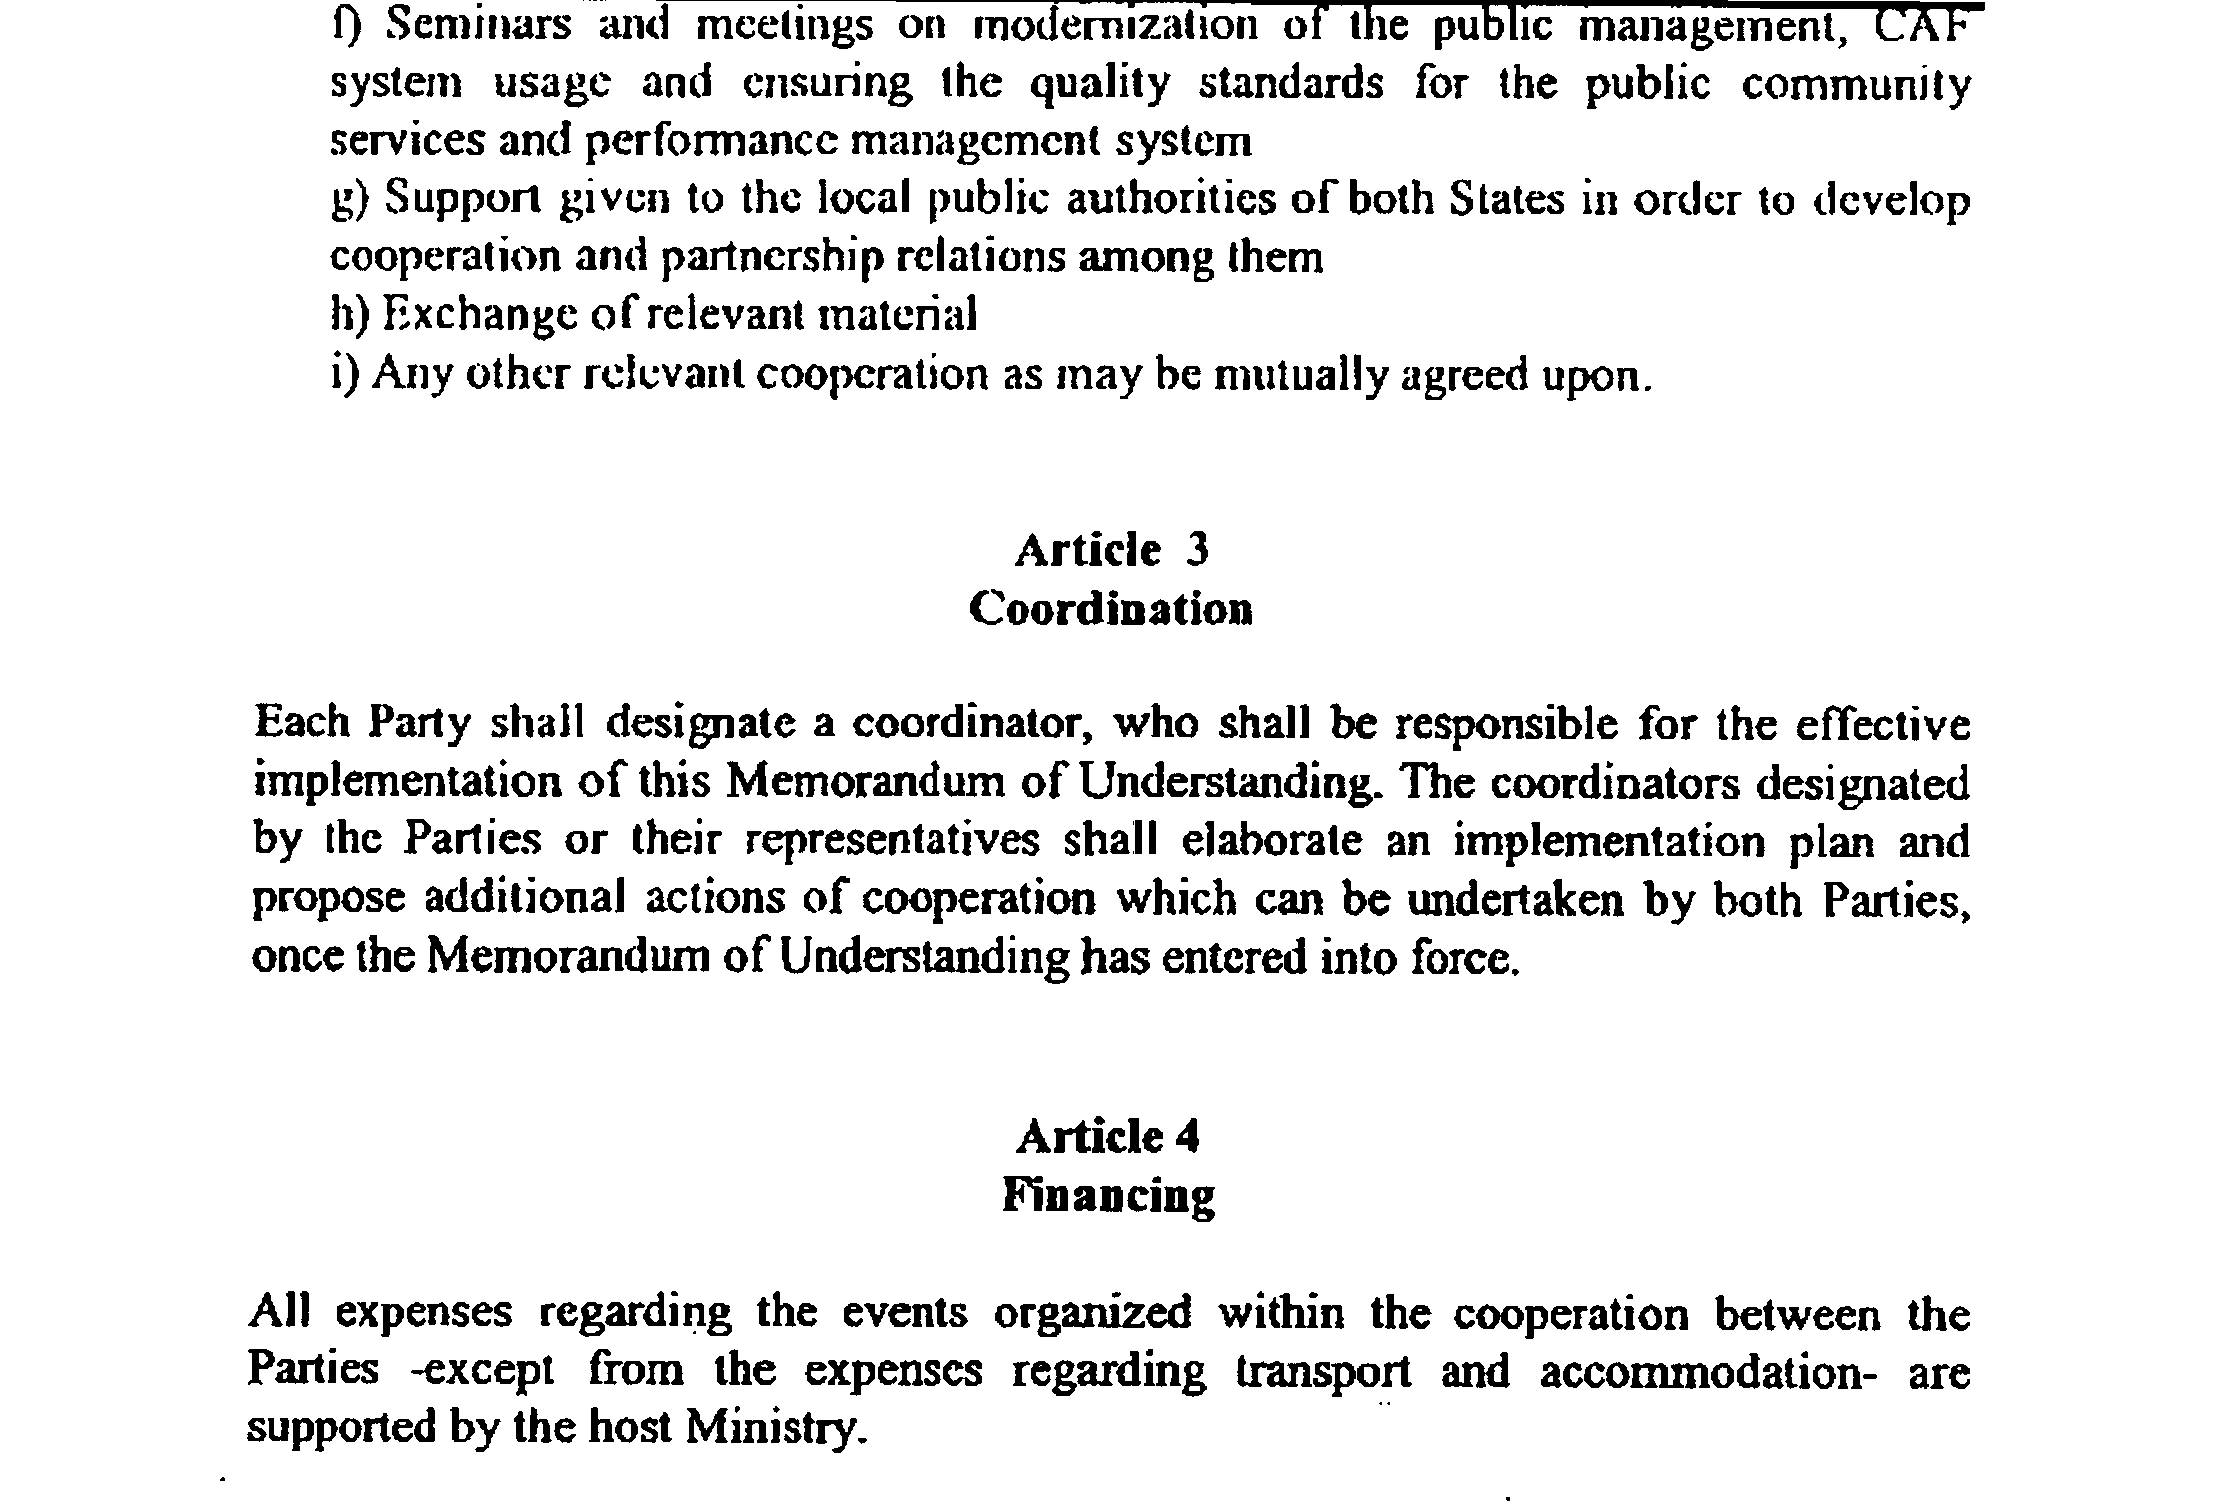 f) Seminars and meetings on modernization of the public management, CAF
system usage and ensuring the quality standards for the public community
services and performance management system
g) Support given to the local public authorities of both States in order to develop
cooperation and partnership relations among them
h) Exchange of relevant material
i) Any other relevant cooperation as may be mutually agreed upon.
Article 3
Coordination
Each Party shall designate a coordinator, who shall be responsible for the effective
implementation of this Memorandum of Understanding. The coordinators designated
by the Parties or their representatives shall elaborate an implementation plan and
propose additional actions of cooperation which can be undertaken by both Parties,
once the Memorandum of Understanding has entered into force.
Article 4
Financing
All expenses regarding the events organized within the cooperation between the
Parties -except from the expenses regarding transport and accommodation- are
supported by the host Ministry.